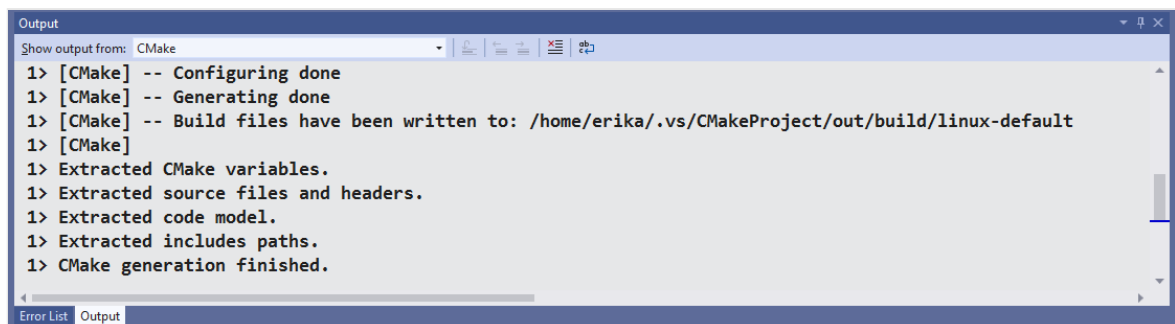 Output
Show output from: CMake
1> [CMake] -- Configuring done
1> [CMake] -- Generating done
1> [CMake] -- Build files have been written to: /home/erika/.vs/CMakeProject/out/build/linux-default
1> [CMake]
1> Extracted CMake variables.
1> Extracted source files and headers.
1> Extracted code model.
1> Extracted includes paths.
1> CMake generation finished.
Error List Output